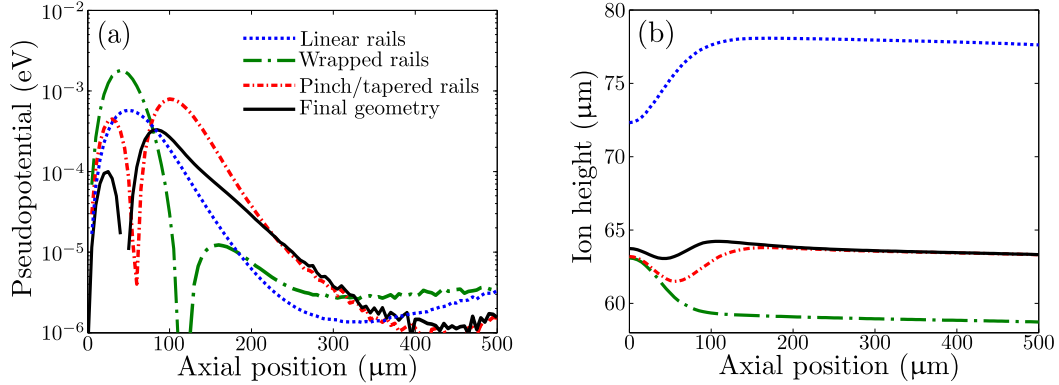 (a)
Linear rails
Wrapped rails
Pinch/tapered rails
Final geometry
Pseudopotential (eV)
10⁻²
10⁻³
10⁻⁴
10⁻⁵
10⁻⁶
0 100 200 300 400 500
Axial position (μm)
(b)
Ion height (μm)
80
75
70
65
60
0 100 200 300 400 500
Axial position (μm)